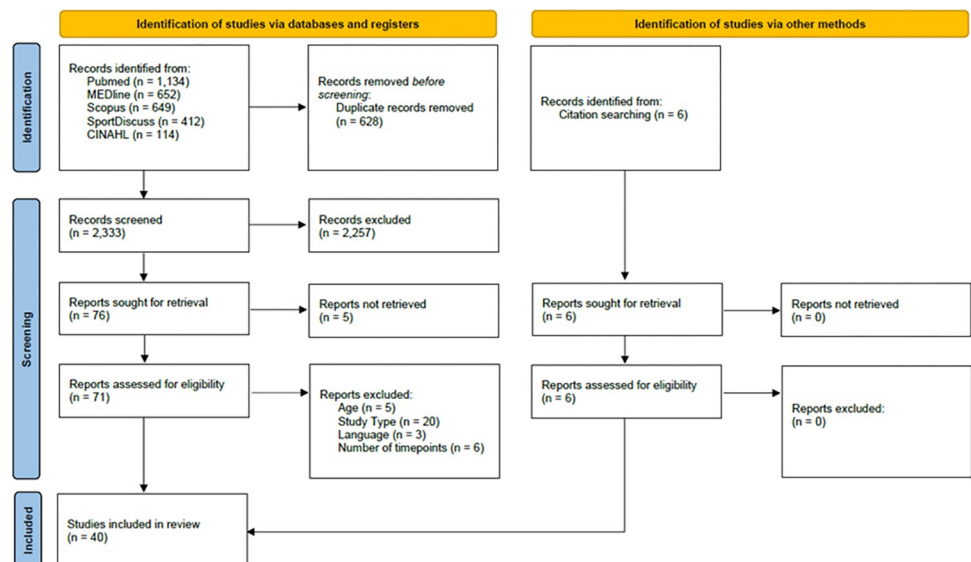 Identification of studies via databases and registers
Identification of studies via other methods
Identification
Records identified from:
Pubmed (n = 1,134)
MEDline (n = 652)
Scopus (n = 649)
SportDiscuss (n = 412)
CINAHL (n = 114)
Records removed before
screening:
Duplicate records removed
(n = 628)
Records identified from:
Citation searching (n = 6)
Screening
Records screened
(n = 2,333)
Records excluded
(n = 2,257)
Reports sought for retrieval
(n = 76)
Reports not retrieved
(n = 5)
Reports sought for retrieval
(n = 6)
Reports not retrieved
(n = 0)
Reports assessed for eligibility
(n = 71)
Reports excluded:
Age (n = 5)
Study Type (n = 20)
Language (n = 3)
Number of timepoints (n = 6)
Reports assessed for eligibility
(n = 6)
Reports excluded:
(n = 0)
Included
Studies included in review
(n = 40)